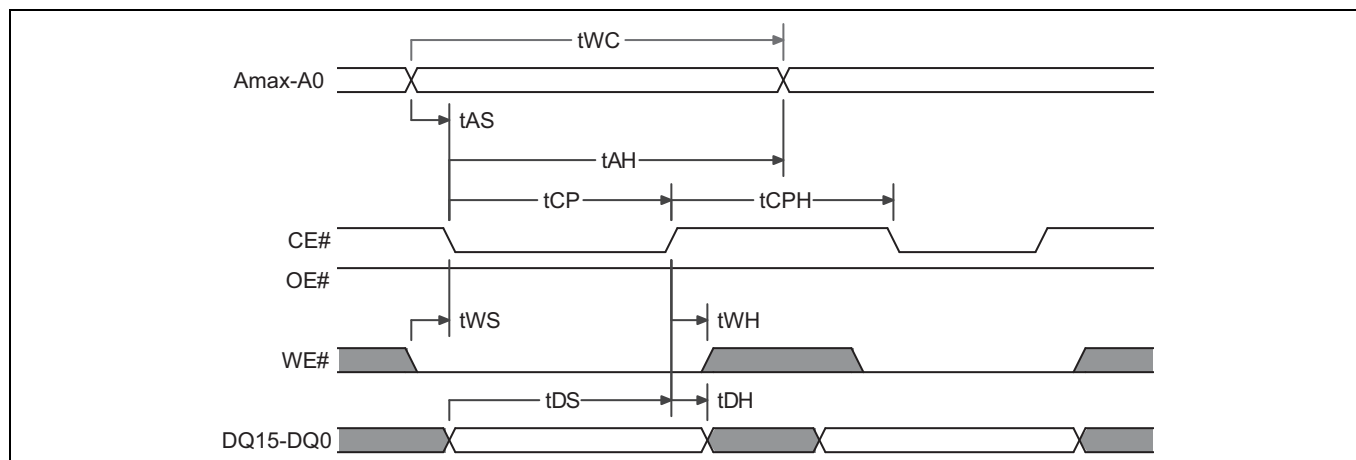 tWC
Amax-A0
tAS
tAH
tCP tCPH
CE#
OE#
tWS tWH
WE#
tDS tDH
DQ15-DQ0